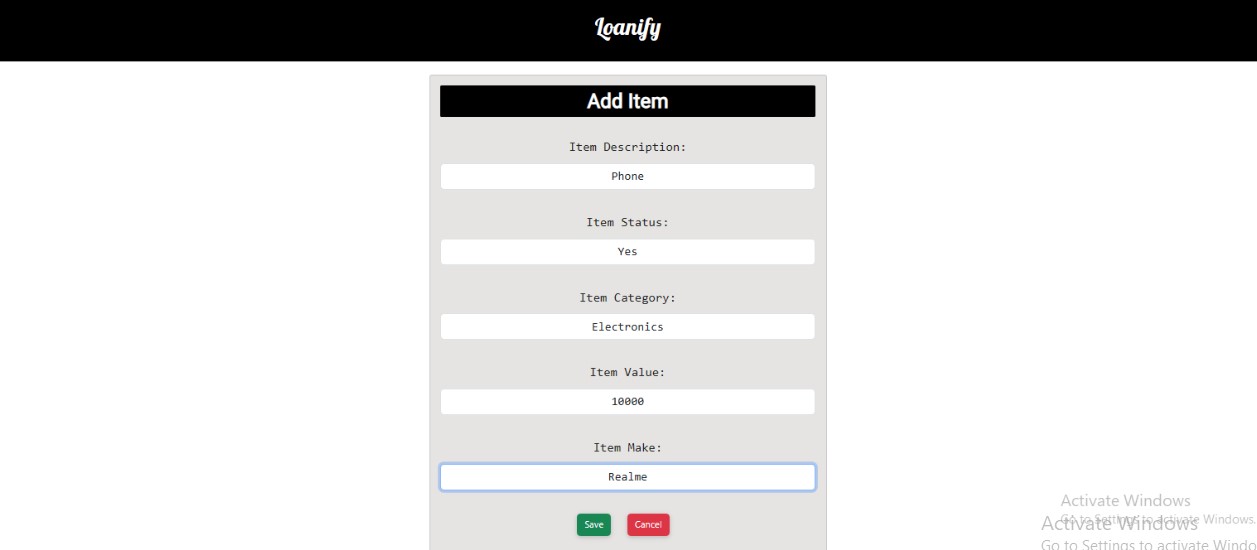 Loanify
Add Item
Item Description:
Phone
Item Status:
Yes
Item Category:
Electronics
Item Value:
10000
Item Make:
Realme
Save
Cancel
Activate Windows
Go to Settings to activate Windows.
Activate Windows
Go to Settings to activate Windo